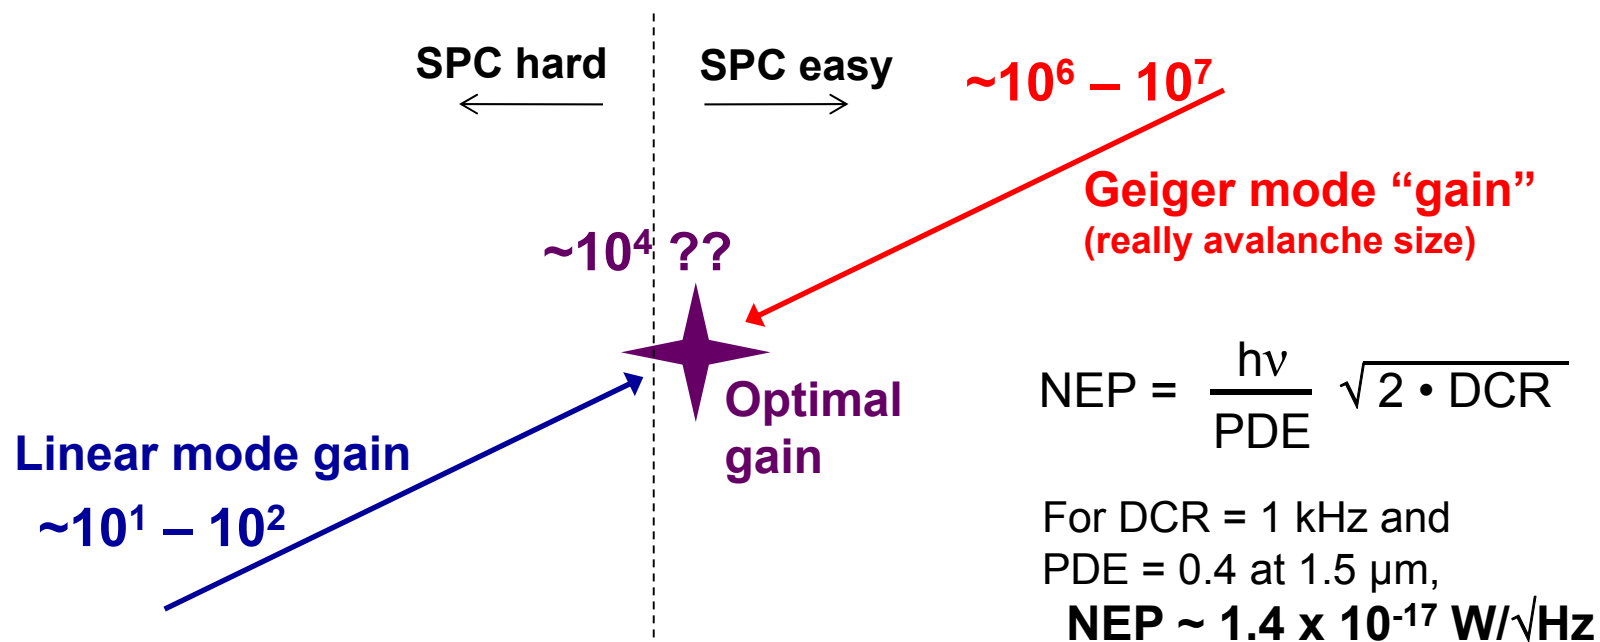 SPC hard
SPC easy
~10⁶ – 10⁷
Geiger mode “gain”
(really avalanche size)
~10⁴ ??
Optimal
gain
Linear mode gain
~10¹ – 10²
NEP = hν / PDE √ 2 • DCR
For DCR = 1 kHz and
PDE = 0.4 at 1.5 µm,
NEP ~ 1.4 x 10⁻¹⁷ W/√Hz